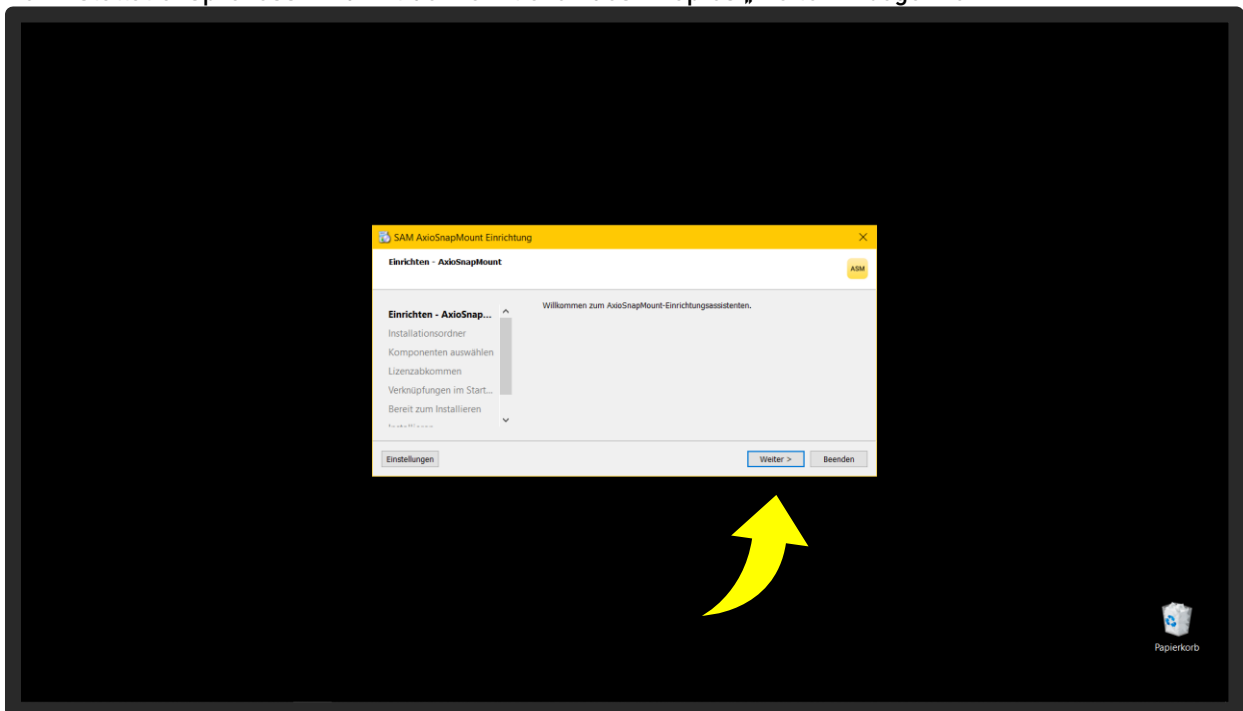 SAM AxioSnapMount Einrichtung
Einrichten - AxioSnapMount
ASM
Willkommen zum AxioSnapMount-Einrichtungsassistenten.
Einrichten - AxioSnap...
Installationsordner
Komponenten auswählen
Lizenzabkommen
Verknüpfungen im Start...
Bereit zum Installieren
Einstellungen
Weiter >
Beenden
Papierkorb